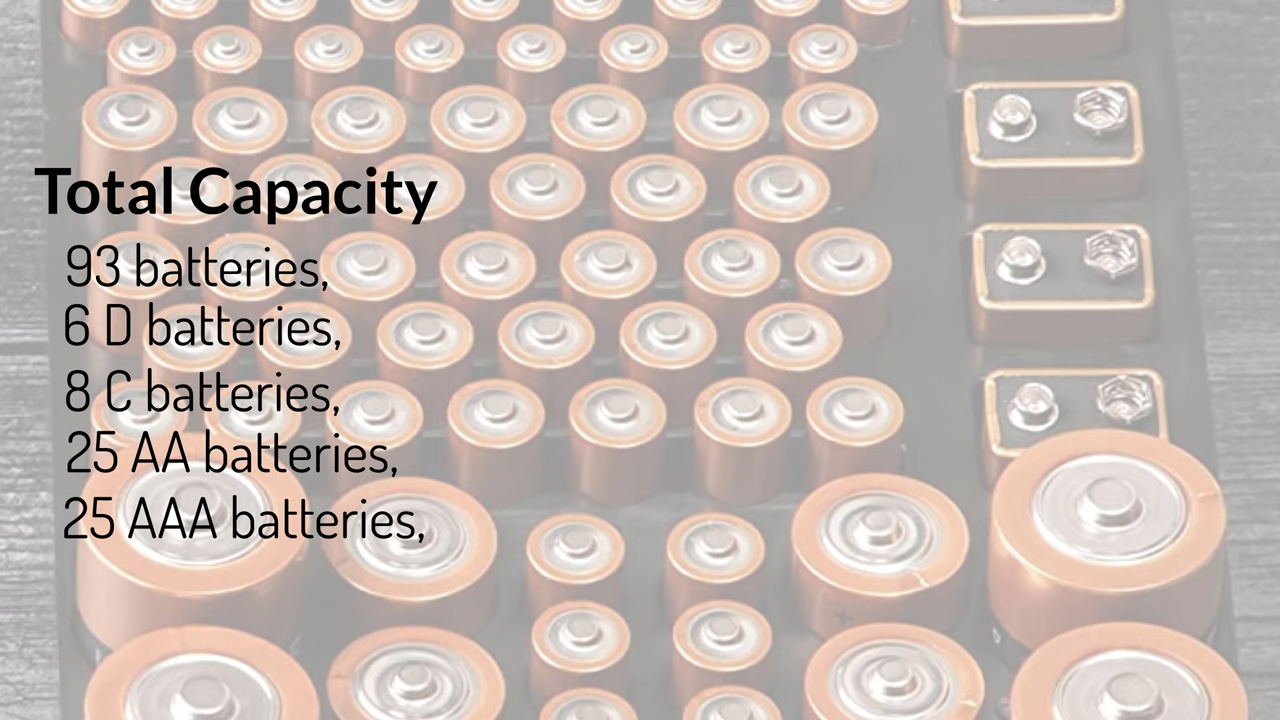 Total Capacity
93 batteries,
6 D batteries,
8 C batteries,
25 AA batteries,
25 AAA batteries,